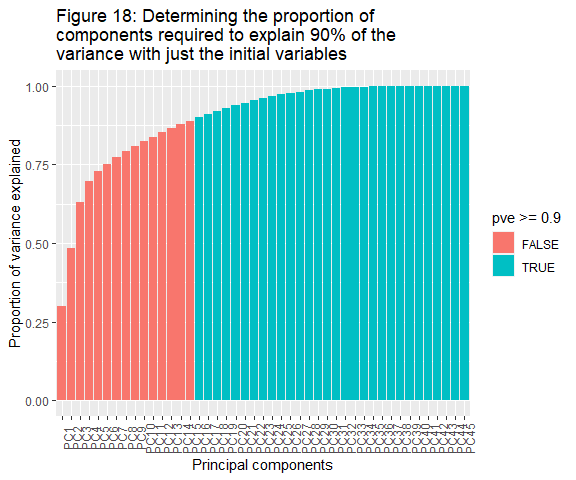 Figure 18: Determining the proportion of
components required to explain 90% of the
variance with just the initial variables
1.00
0.75
0.50
0.25
0.00
Proportion of variance explained
PC1
PC2
PC3
PC4
PC5
PC6
PC7
PC8
PC9
PC10
PC11
PC12
PC13
PC14
PC15
PC16
PC17
PC18
PC19
PC20
PC21
PC22
PC23
PC24
PC25
PC26
PC27
PC28
PC29
PC30
PC31
PC32
PC33
PC34
PC35
PC36
PC37
PC38
PC39
PC40
PC41
PC42
PC43
PC44
PC45
Principal components
pve >= 0.9
FALSE
TRUE